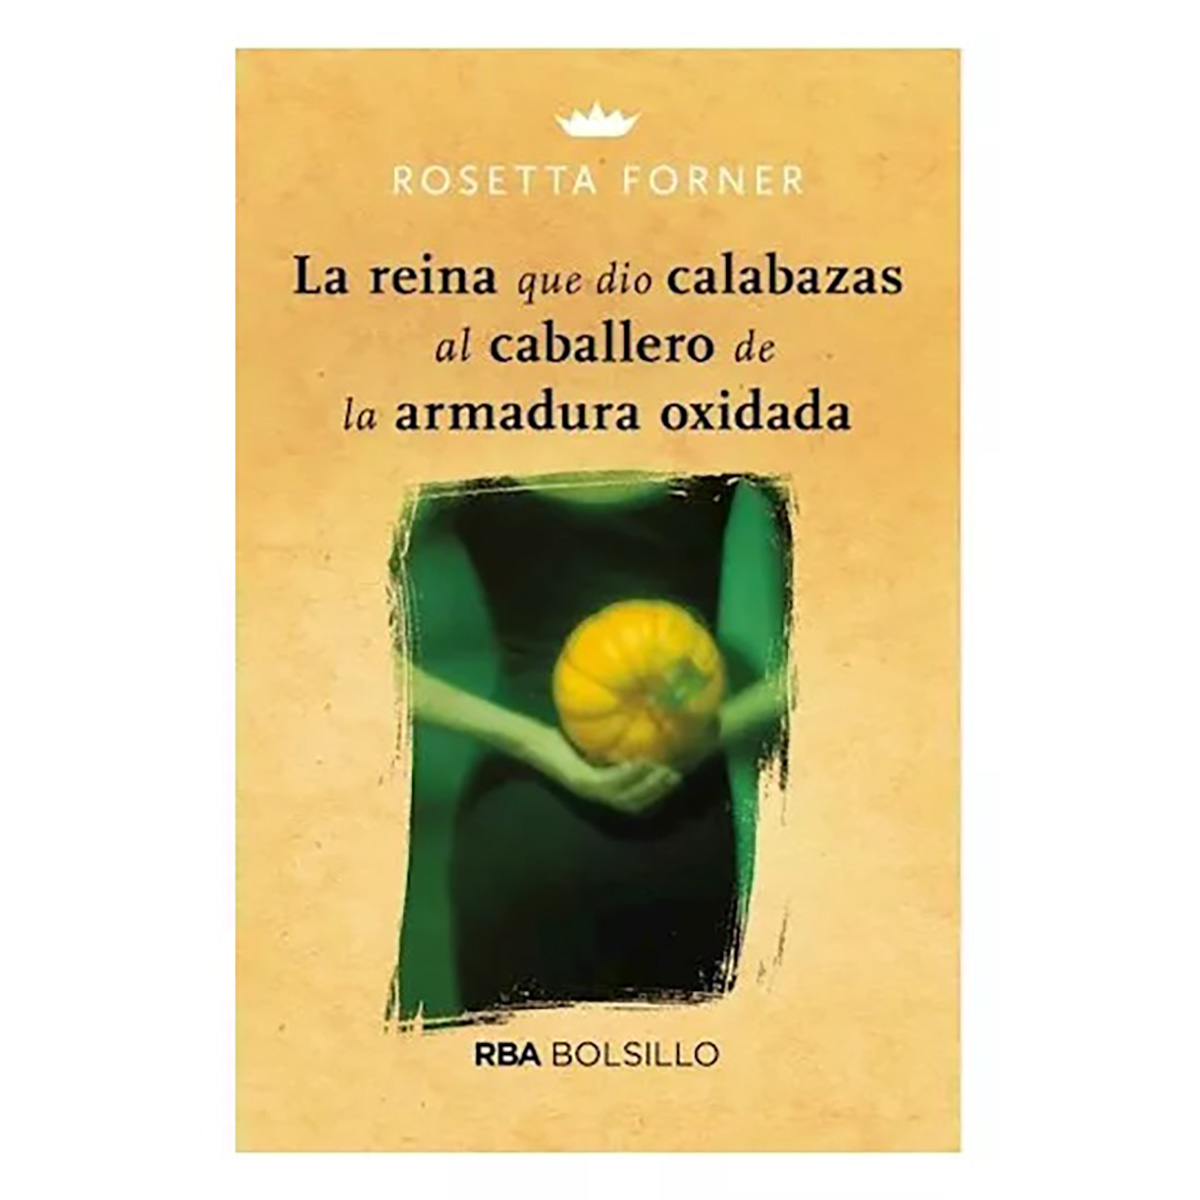 ROSETTA FORNER
La reina que dio calabazas
al caballero de
la armadura oxidada
RBA BOLSILLO